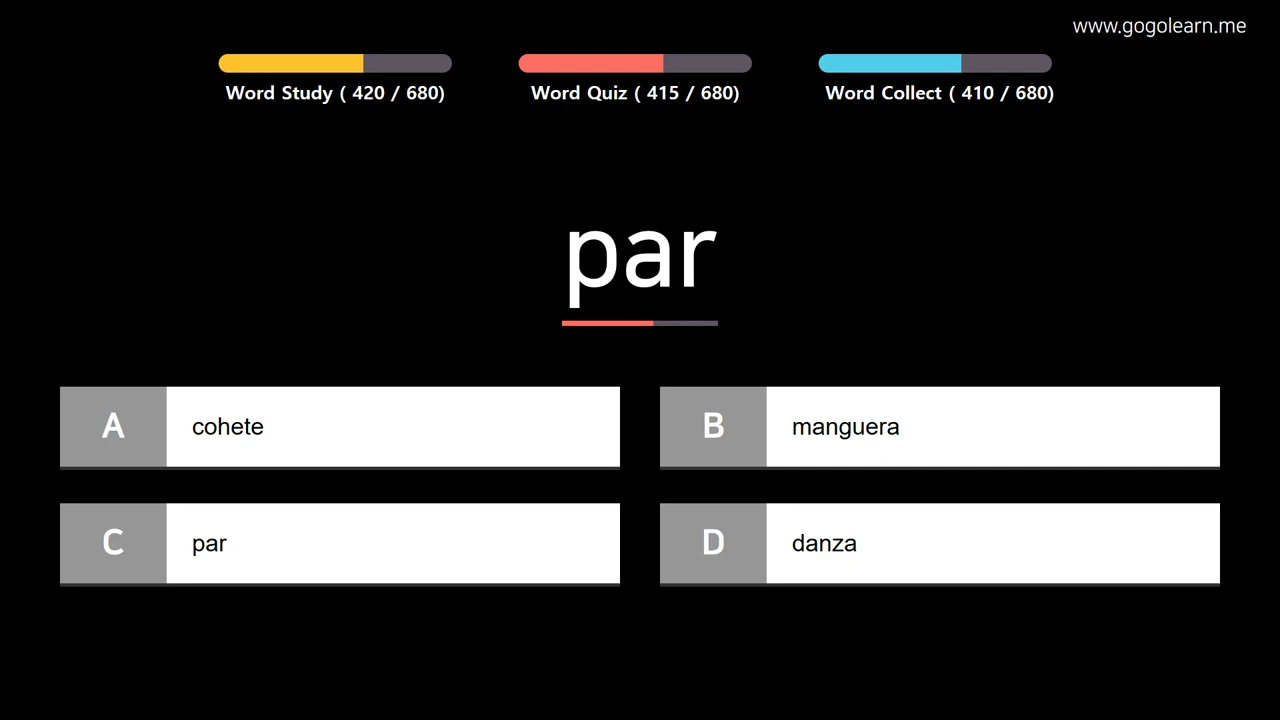 www.gogolearn.me
Word Study ( 420 / 680)
Word Quiz ( 415 / 680)
Word Collect ( 410 / 680)
par
A cohete
B manguera
C par
D danza